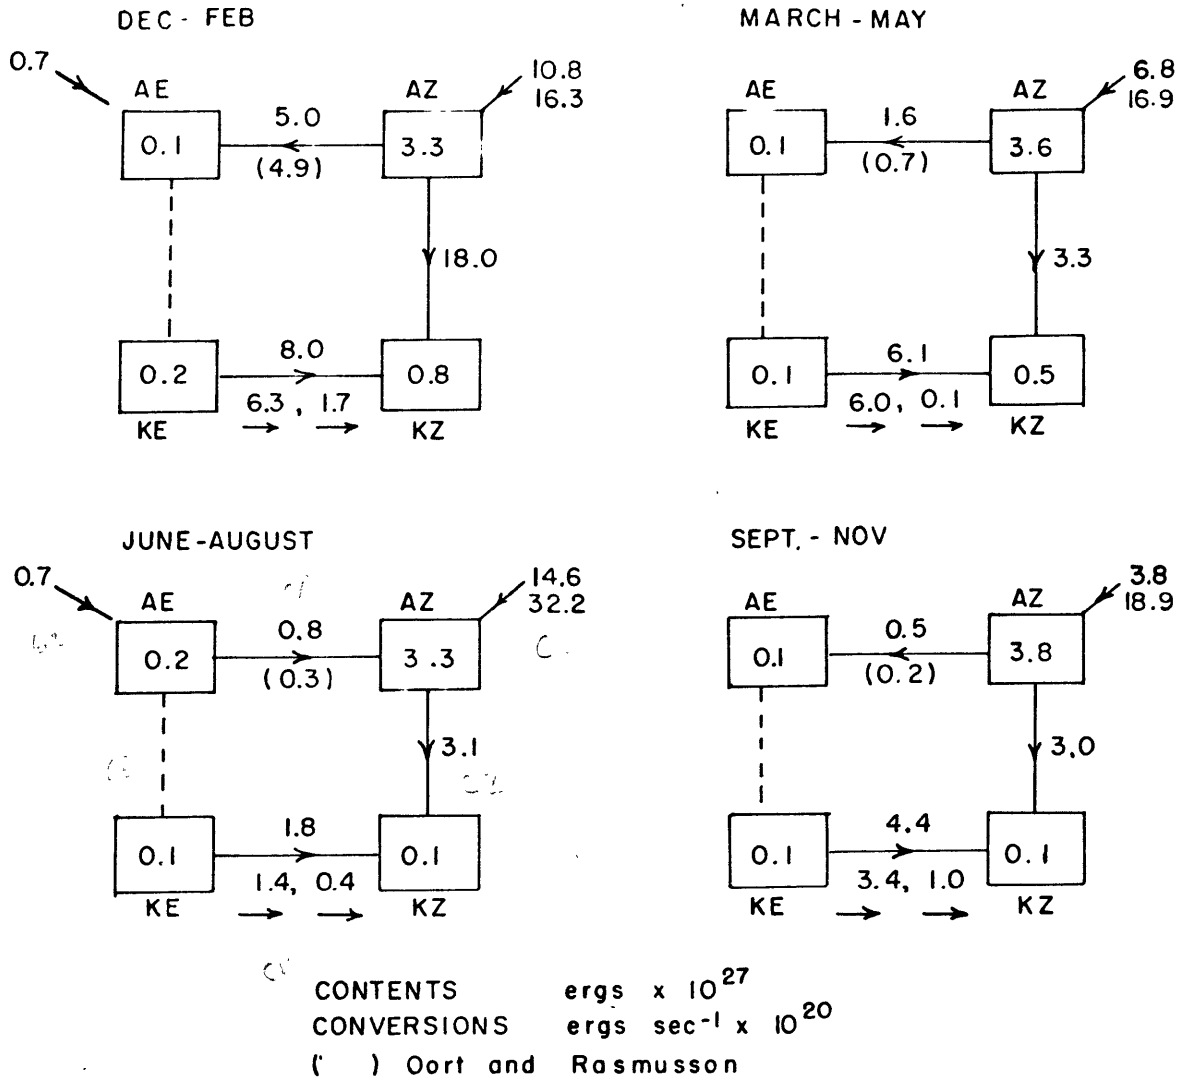 DEC - FEB
0.7
AE
AZ
10.8
16.3
0.1
5.0
(4.9)
3.3
18.0
0.2
8.0
0.8
6.3 , 1.7
KE
KZ
MARCH - MAY
AE
AZ
6.8
16.9
0.1
1.6
(0.7)
3.6
3.3
0.1
6.1
0.5
6.0, 0.1
KE
KZ
JUNE-AUGUST
0.7
AE
AZ
14.6
32.2
0.2
0.8
(0.3)
3.3
3.1
0.1
1.8
0.1
1.4, 0.4
KE
KZ
SEPT. - NOV
AE
AZ
3.8
18.9
0.1
0.5
(0.2)
3.8
3.0
0.1
4.4
0.1
3.4, 1.0
KE
KZ
CONTENTS ergs x 10^27
CONVERSIONS ergs sec^-1 x 10^20
( ) Oort and Rasmusson